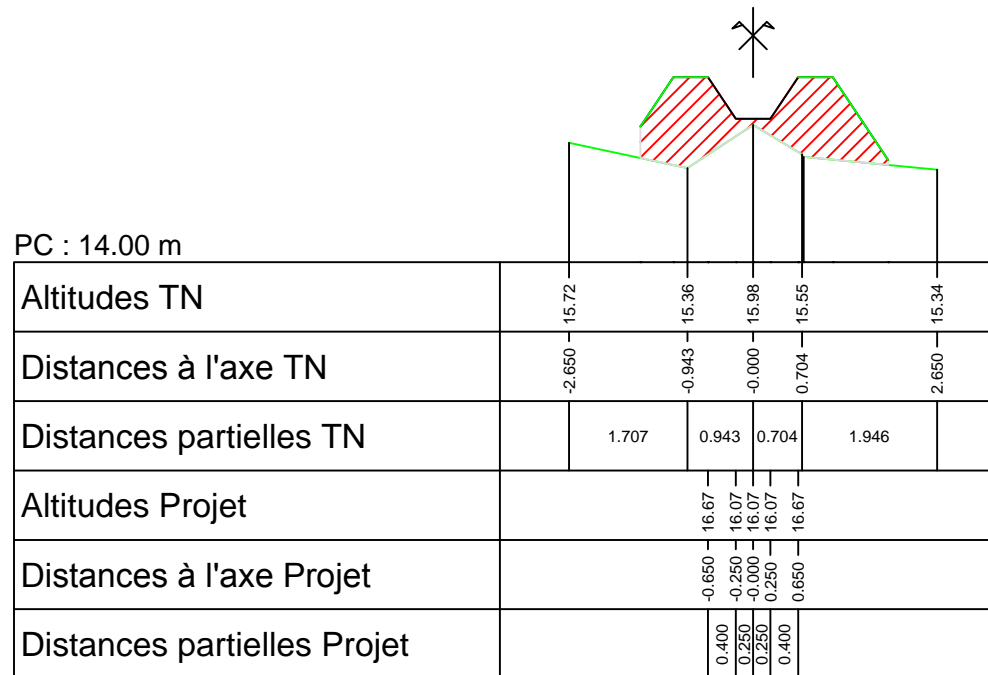 PC : 14.00 m
Altitudes TN
15.72 15.36 15.98 15.55 15.34
Distances à l'axe TN
-2.650 -0.943 -0.000 0.704 2.650
Distances partielles TN
1.707 0.943 0.704 1.946
Altitudes Projet
16.67 16.07 16.07 16.07 16.67
Distances à l'axe Projet
-0.650 -0.250 -0.000 0.250 0.650
Distances partielles Projet
0.400 0.250 0.250 0.400